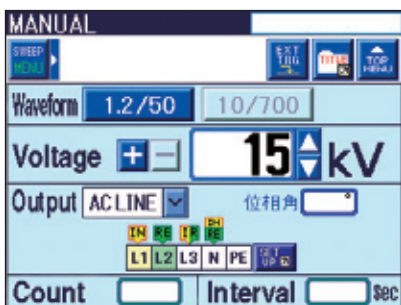 MANUAL
SWEEP MENU EXT TRG TITLE TOP MENU
Waveform 1.2/50 10/700
Voltage + − 15 kV
Output AC LINE 位相角 °
IN RE IR IN RE
L1 L2 L3 N PE SET UP
Count Interval sec